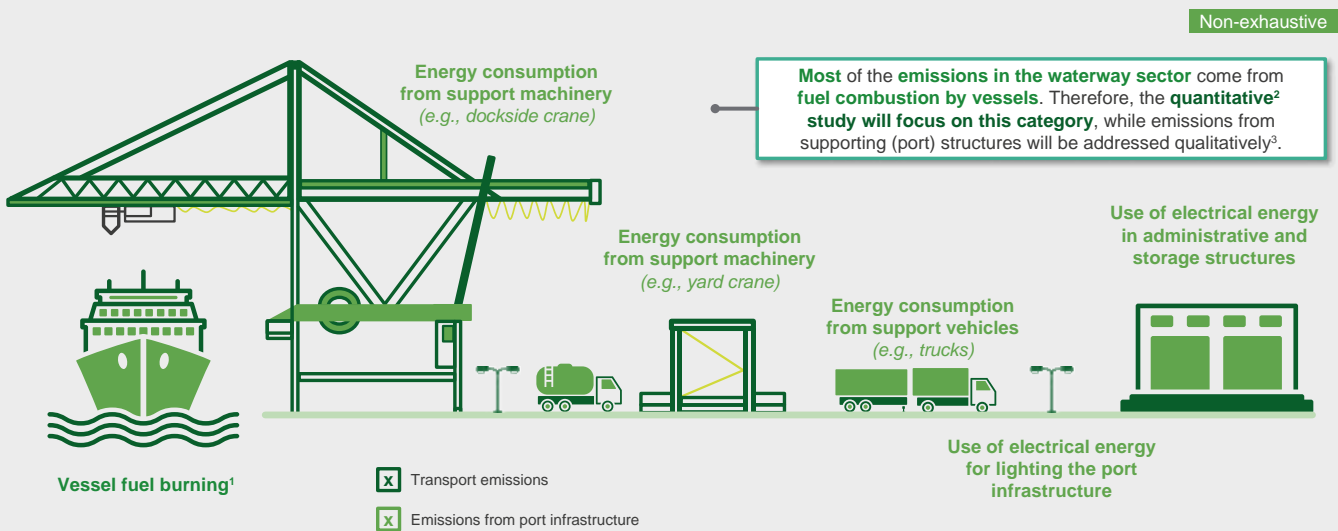 Non-exhaustive
Most of the emissions in the waterway sector come from
fuel combustion by vessels. Therefore, the quantitative²
study will focus on this category, while emissions from
supporting (port) structures will be addressed qualitatively³.
Energy consumption
from support machinery
(e.g., dockside crane)
Energy consumption
from support machinery
(e.g., yard crane)
Energy consumption
from support vehicles
(e.g., trucks)
Use of electrical energy
in administrative and
storage structures
Vessel fuel burning¹
Use of electrical energy
for lighting the port
infrastructure
x Transport emissions
x Emissions from port infrastructure